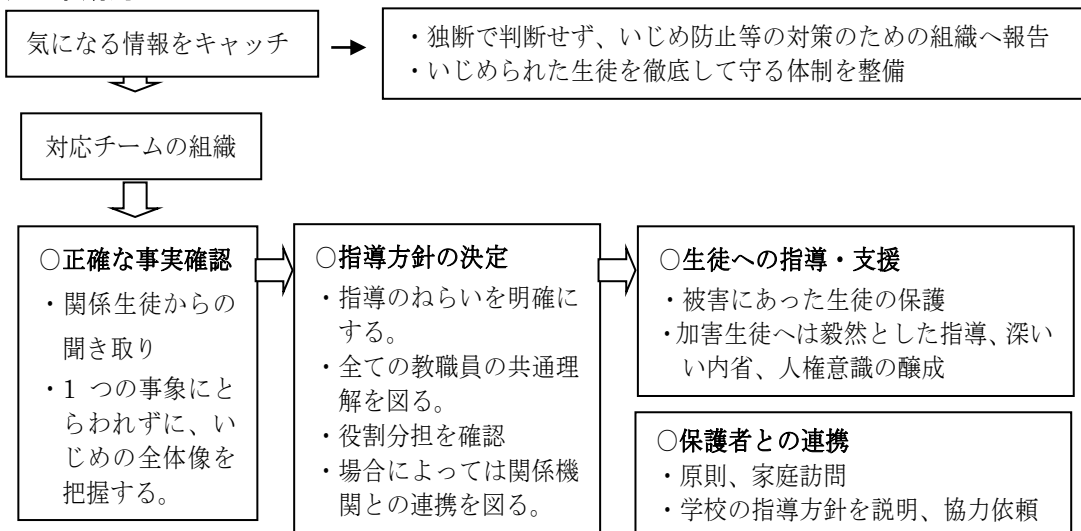 気になる情報をキャッチ
・独断で判断せず、いじめ防止等の対策のための組織へ報告
・いじめられた生徒を徹底して守る体制を整備
対応チームの組織
○正確な事実確認
・関係生徒からの
聞き取り
・1 つの事象にと
らわれずに、い
じめの全体像を
把握する。
○指導方針の決定
・指導のねらいを明確に
する。
・全ての教職員の共通理
解を図る。
・役割分担を確認
・場合によっては関係機
関との連携を図る。
○生徒への指導・支援
・被害にあった生徒の保護
・加害生徒へは毅然とした指導、深い
い内省、人権意識の醸成
○保護者との連携
・原則、家庭訪問
・学校の指導方針を説明、協力依頼